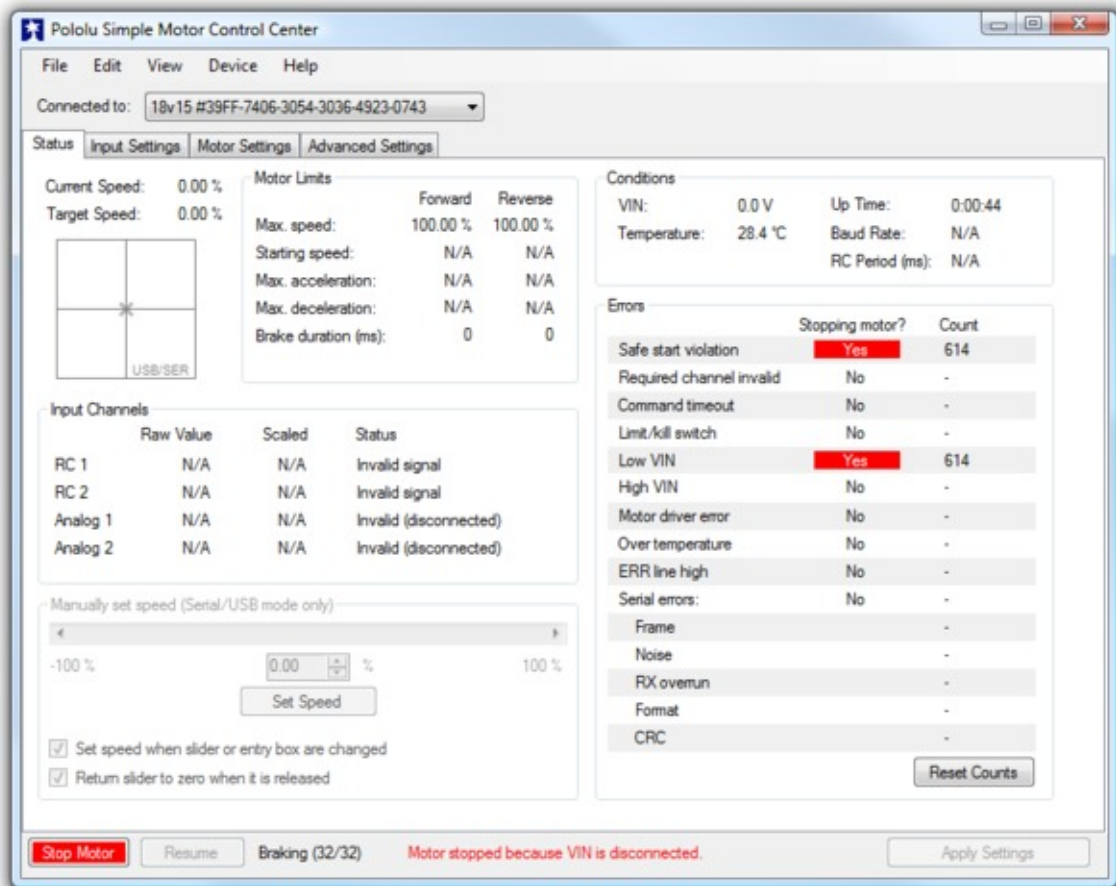 Pololu Simple Motor Control Center
File Edit View Device Help
Connected to: 18v15 #39FF-7406-3054-3036-4923-0743
Status Input Settings Motor Settings Advanced Settings
Current Speed: 0.00 %
Target Speed: 0.00 %
USB/SER
Motor Limits
Forward Reverse
Max. speed: 100.00 % 100.00 %
Starting speed: N/A N/A
Max. acceleration: N/A N/A
Max. deceleration: N/A N/A
Brake duration (ms): 0 0
Input Channels
Raw Value Scaled Status
RC 1 N/A N/A Invalid signal
RC 2 N/A N/A Invalid signal
Analog 1 N/A N/A Invalid (disconnected)
Analog 2 N/A N/A Invalid (disconnected)
Manually set speed (Serial/USB mode only)
-100 % 0.00 % 100 %
Set Speed
Set speed when slider or entry box are changed
Return slider to zero when it is released
Conditions
VIN: 0.0 V Up Time: 0:00:44
Temperature: 28.4 °C Baud Rate: N/A
RC Period (ms): N/A
Errors
Stopping motor? Count
Safe start violation Yes 614
Required channel invalid No -
Command timeout No -
Limit/kill switch No -
Low VIN Yes 614
High VIN No -
Motor driver error No -
Over temperature No -
ERR line high No -
Serial errors: No -
Frame -
Noise -
RX overrun -
Format -
CRC -
Reset Counts
Stop Motor Resume Braking (32/32) Motor stopped because VIN is disconnected. Apply Settings